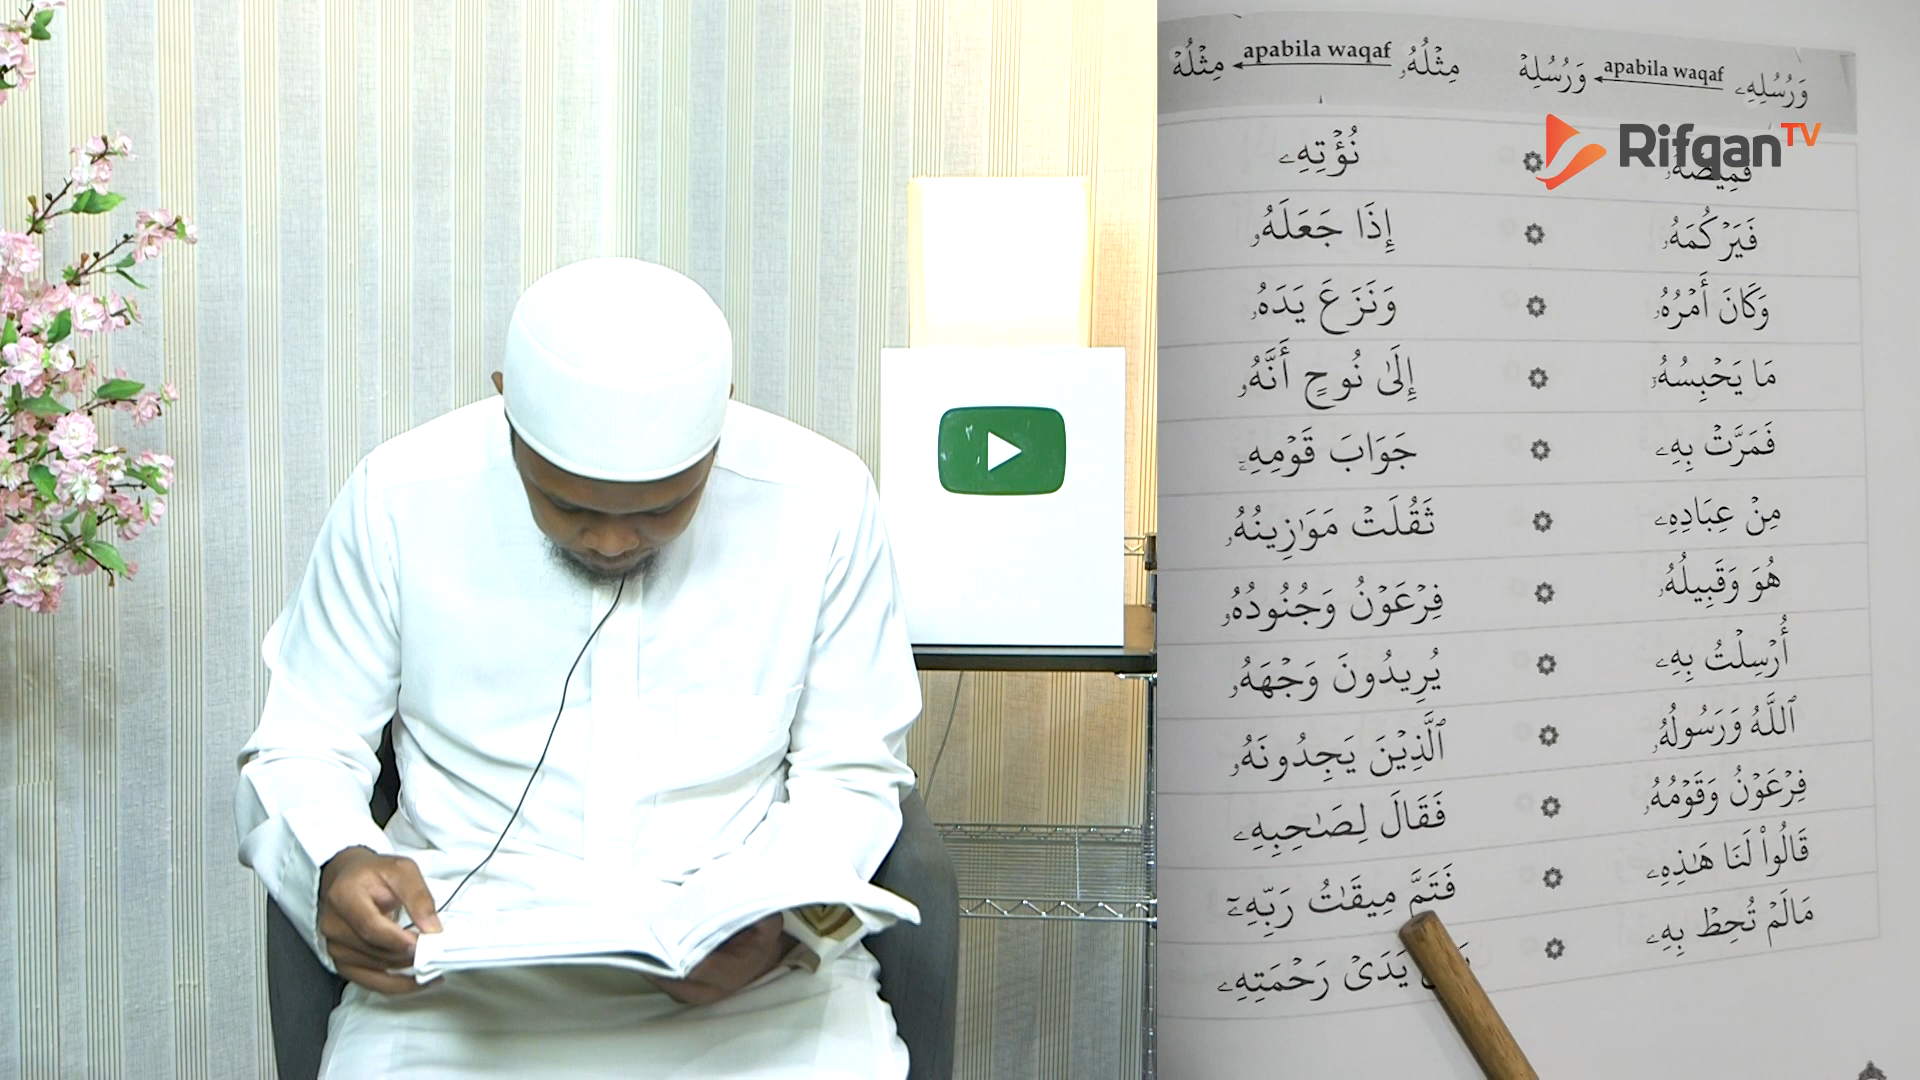 وَرُسُلِهِۦ apabila waqaf وَرُسُلِهْ مِثْلُهُۥ apabila waqaf مِثْلُهْ
Rifqan TV
قَمِيصَهُۥ ۞ نُؤْتِهِۦ
فَيَرْكُمَهُۥ ۞ إِذَا جَعَلَهُۥ
وَكَانَ أَمْرُهُۥ ۞ وَنَزَعَ يَدَهُۥ
مَا يَحْبِسُهُۥٓ ۞ إِلَىٰ نُوحٍ أَنَّهُۥ
فَمَرَّتْ بِهِۦ ۞ جَوَابَ قَوْمِهِۦٓ
مِنْ عِبَادِهِۦ ۞ ثَقُلَتْ مَوَٰزِينُهُۥ
هُوَ وَقَبِيلُهُۥ ۞ فِرْعَوْنُ وَجُنُودُهُۥ
أُرْسِلْتُ بِهِۦ ۞ يُرِيدُونَ وَجْهَهُۥ
ٱللَّهُ وَرَسُولُهُۥ ۞ ٱلَّذِيْنَ يَجِدُونَهُۥ
فِرْعَوْنُ وَقَوْمُهُۥ ۞ فَقَالَ لِصَٰحِبِهِۦ
قَالُوا۟ لَنَا هَٰذِهِۦ ۞ فَتَمَّ مِيقَٰتُ رَبِّهِۦٓ
مَالَمْ تُحِطْ بِهِۦ ۞ يَدَىْ رَحْمَتِهِۦ